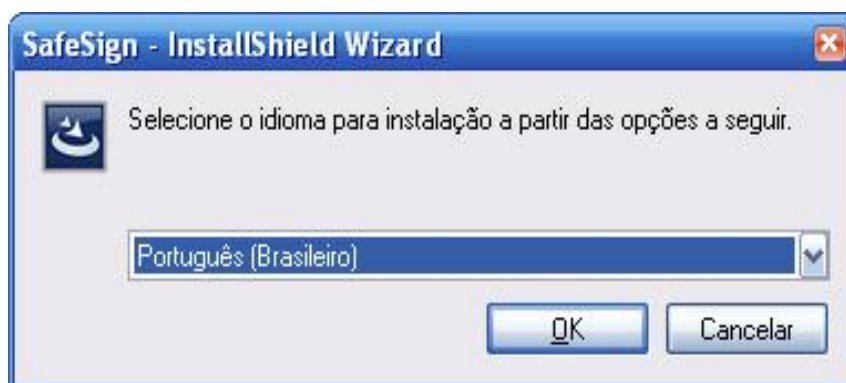 SafeSign - InstallShield Wizard
Selecione o idioma para instalação a partir das opções a seguir.
Português (Brasileiro)
OK
Cancelar